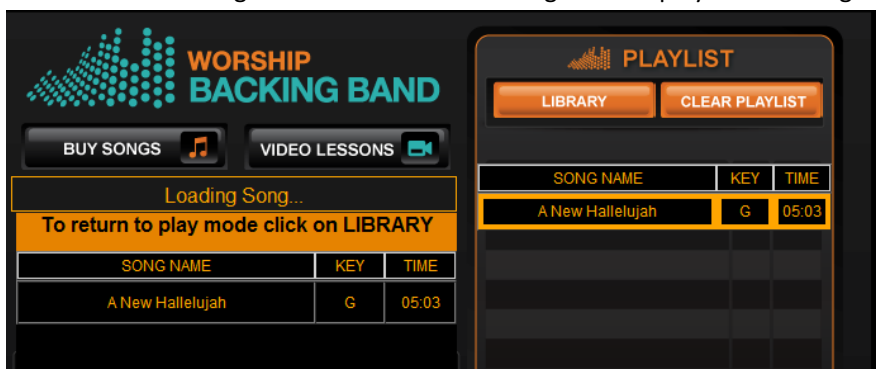 WORSHIP
BACKING BAND
BUY SONGS
VIDEO LESSONS
Loading Song...
To return to play mode click on LIBRARY
SONG NAME KEY TIME
A New Hallelujah G 05:03
PLAYLIST
LIBRARY CLEAR PLAYLIST
SONG NAME KEY TIME
A New Hallelujah G 05:03